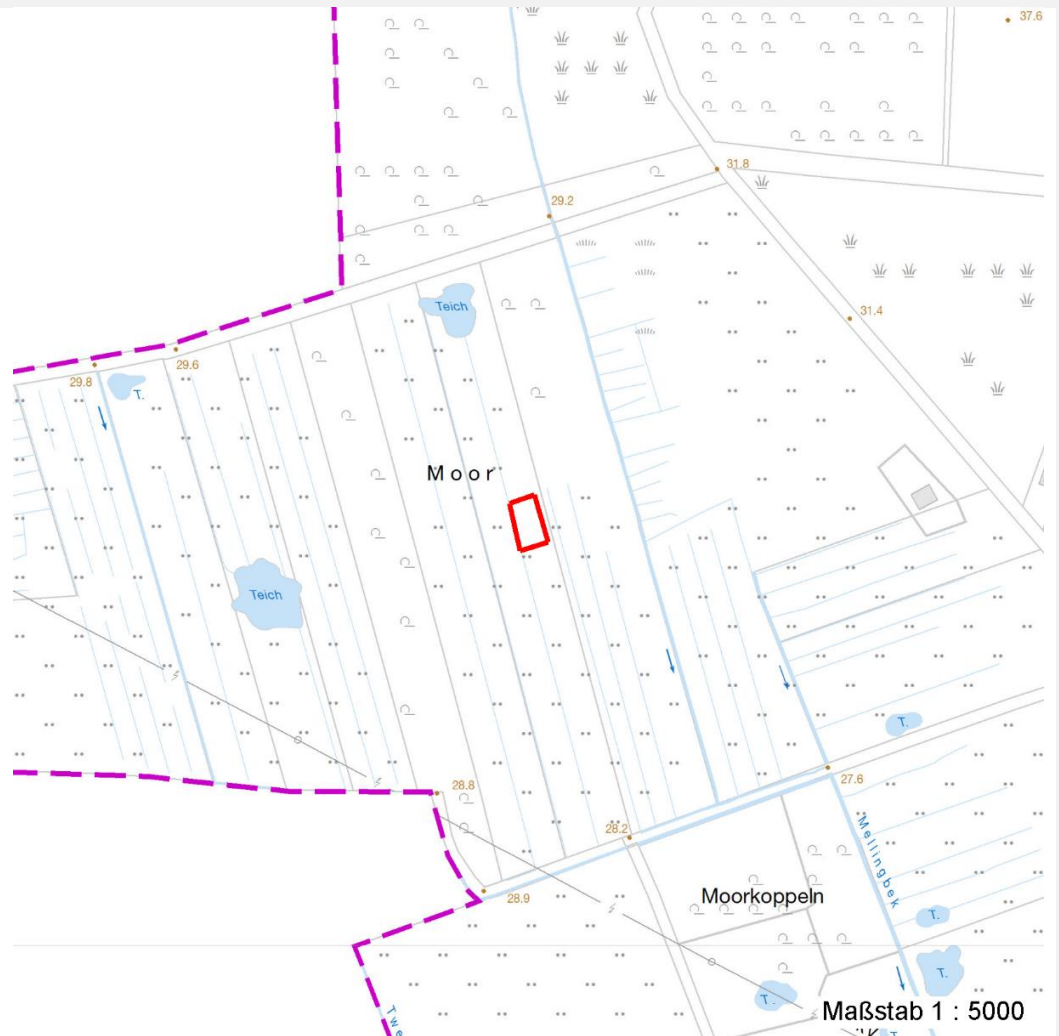 37.6
31.8
29.2
Teich
31.4
29.6
29.8
T.
Moor
Teich
T.
28.8
27.6
28.2
Mellingbek
28.9
Moorkoppeln
T.
T.
T.
Maßstab 1 : 5000
Twe